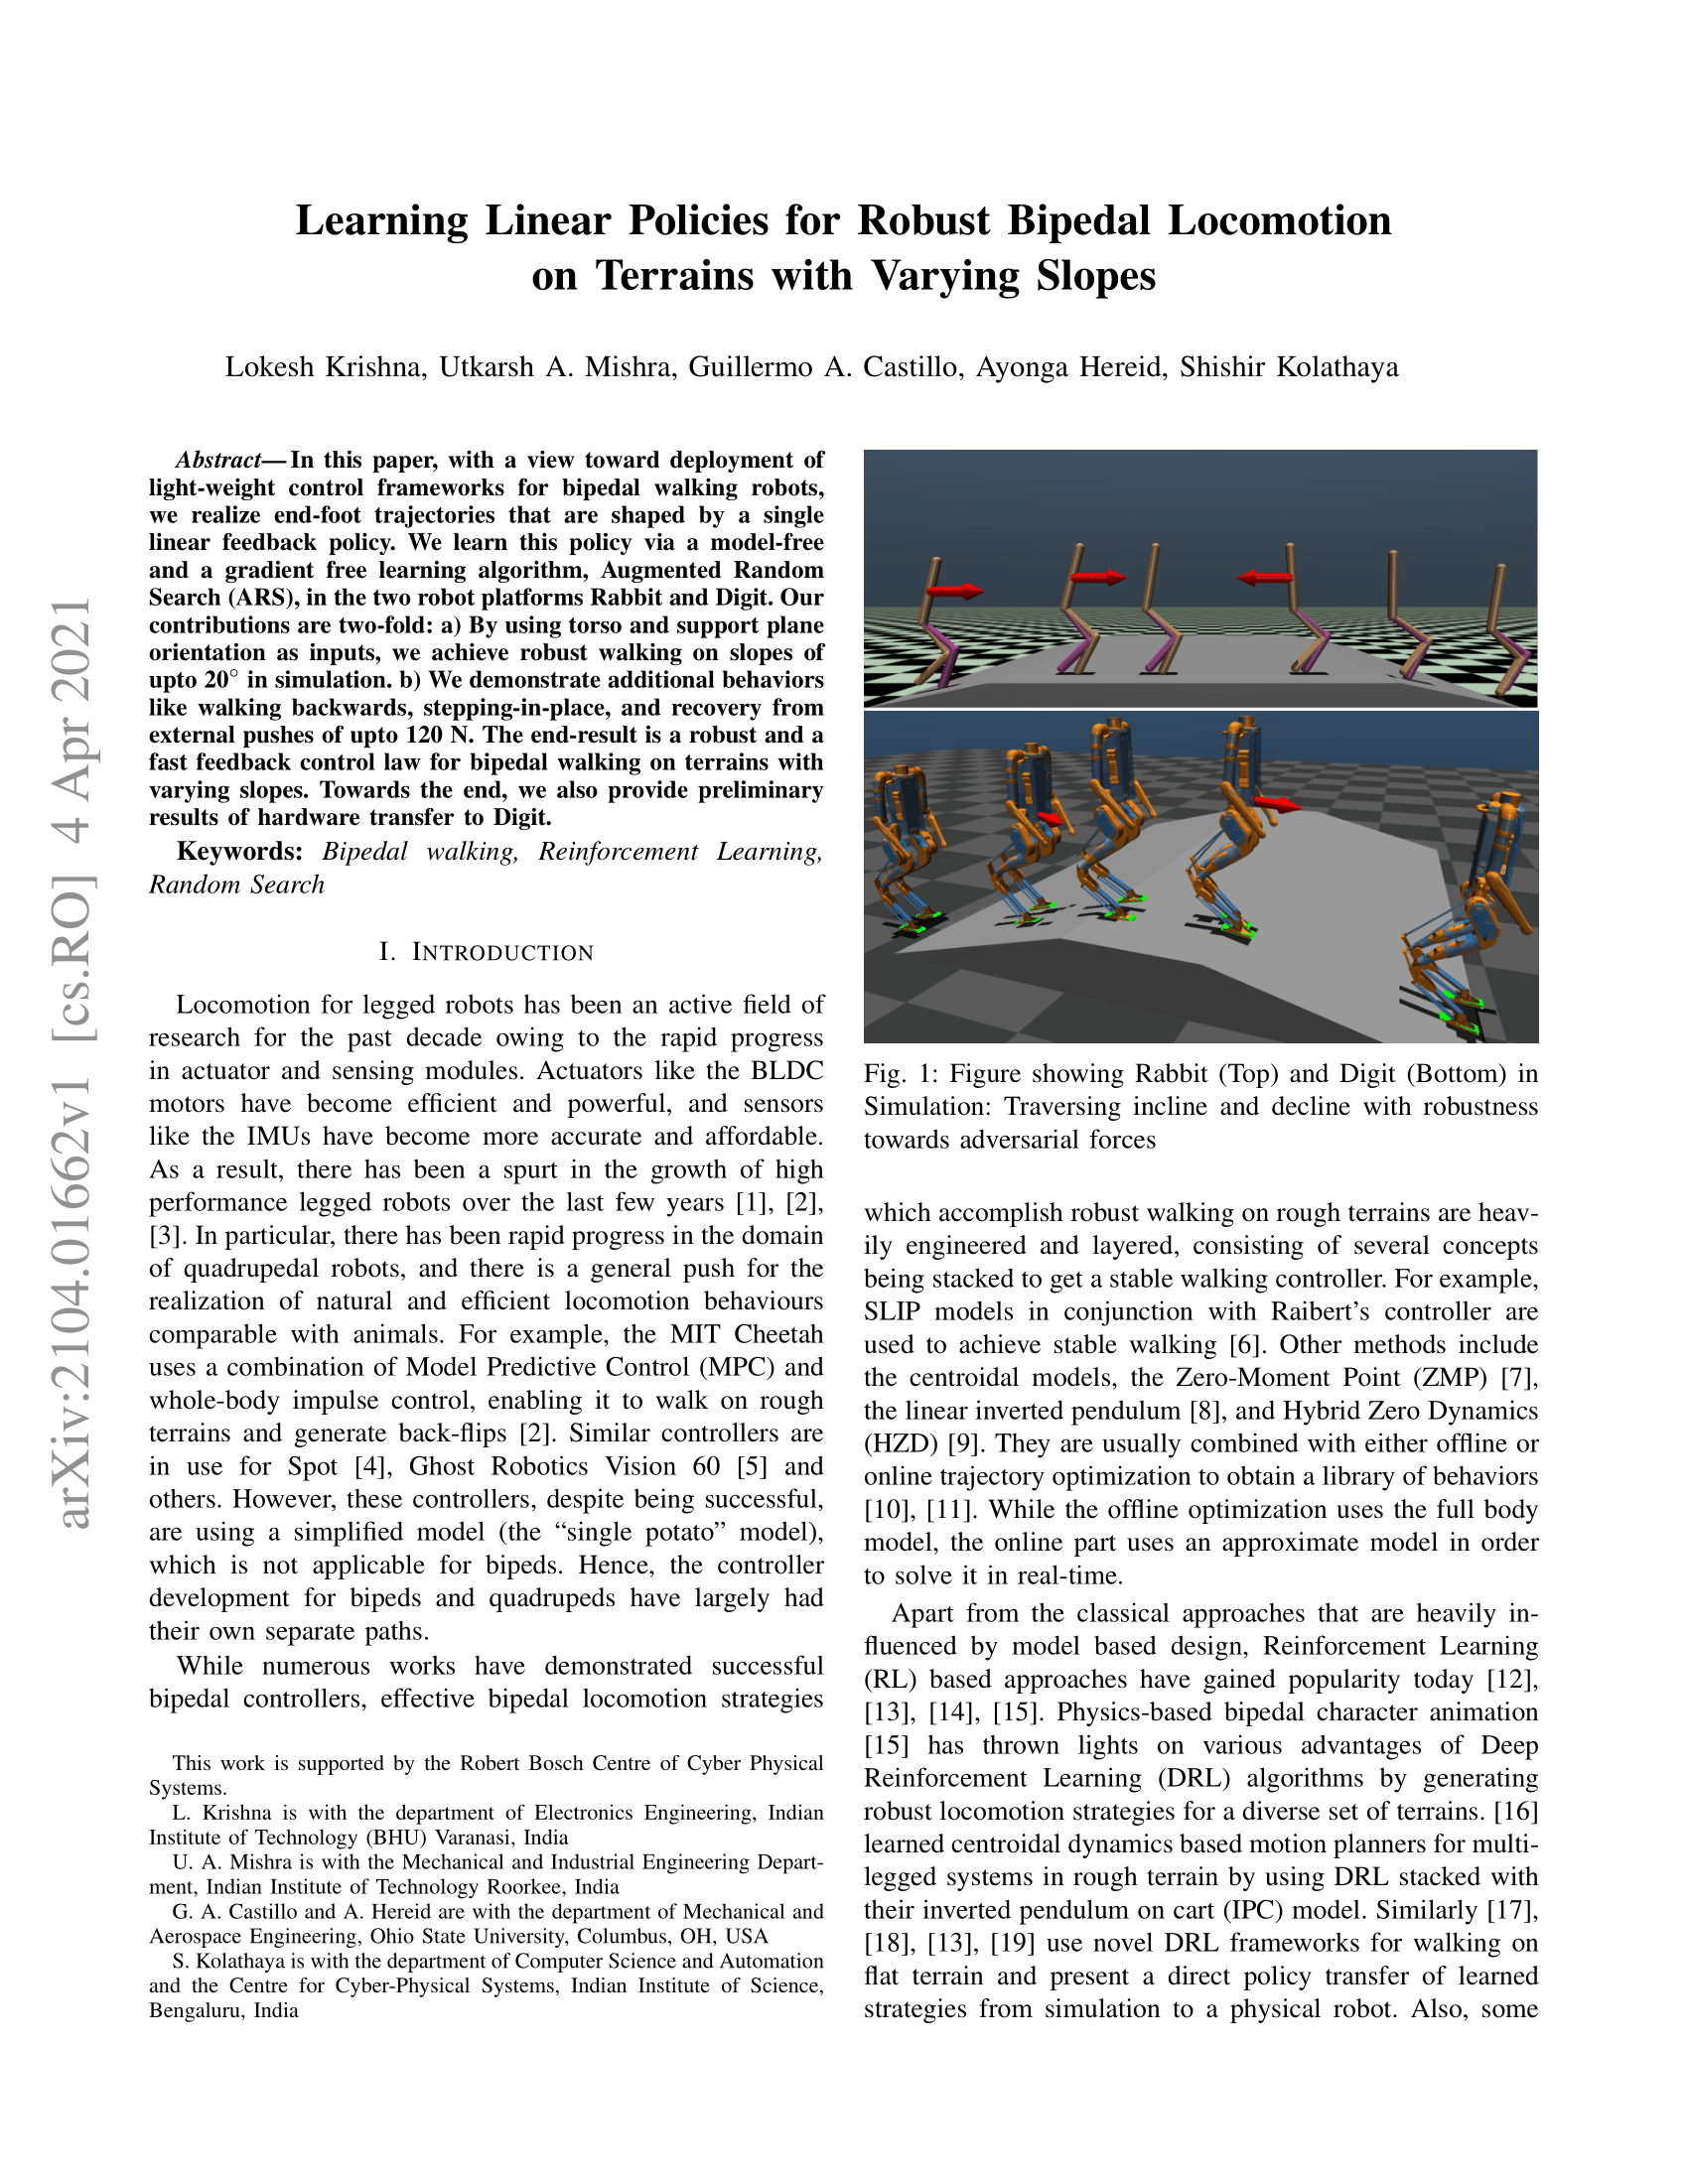 arXiv:2104.01662v1 [cs.RO] 4 Apr 2021
Learning Linear Policies for Robust Bipedal Locomotion
on Terrains with Varying Slopes
Lokesh Krishna, Utkarsh A. Mishra, Guillermo A. Castillo, Ayonga Hereid, Shishir Kolathaya
Abstract—In this paper, with a view toward deployment of
light-weight control frameworks for bipedal walking robots,
we realize end-foot trajectories that are shaped by a single
linear feedback policy. We learn this policy via a model-free
and a gradient free learning algorithm, Augmented Random
Search (ARS), in the two robot platforms Rabbit and Digit. Our
contributions are two-fold: a) By using torso and support plane
orientation as inputs, we achieve robust walking on slopes of
upto 20° in simulation. b) We demonstrate additional behaviors
like walking backwards, stepping-in-place, and recovery from
external pushes of upto 120 N. The end-result is a robust and a
fast feedback control law for bipedal walking on terrains with
varying slopes. Towards the end, we also provide preliminary
results of hardware transfer to Digit.
Keywords: Bipedal walking, Reinforcement Learning,
Random Search
I. INTRODUCTION
Locomotion for legged robots has been an active field of
research for the past decade owing to the rapid progress
in actuator and sensing modules. Actuators like the BLDC
motors have become efficient and powerful, and sensors
like the IMUs have become more accurate and affordable.
As a result, there has been a spurt in the growth of high
performance legged robots over the last few years [1], [2],
[3]. In particular, there has been rapid progress in the domain
of quadrupedal robots, and there is a general push for the
realization of natural and efficient locomotion behaviours
comparable with animals. For example, the MIT Cheetah
uses a combination of Model Predictive Control (MPC) and
whole-body impulse control, enabling it to walk on rough
terrains and generate back-flips [2]. Similar controllers are
in use for Spot [4], Ghost Robotics Vision 60 [5] and
others. However, these controllers, despite being successful,
are using a simplified model (the “single potato” model),
which is not applicable for bipeds. Hence, the controller
development for bipeds and quadrupeds have largely had
their own separate paths.
While numerous works have demonstrated successful
bipedal controllers, effective bipedal locomotion strategies
This work is supported by the Robert Bosch Centre of Cyber Physical
Systems.
L. Krishna is with the department of Electronics Engineering, Indian
Institute of Technology (BHU) Varanasi, India
U. A. Mishra is with the Mechanical and Industrial Engineering Depart-
ment, Indian Institute of Technology Roorkee, India
G. A. Castillo and A. Hereid are with the department of Mechanical and
Aerospace Engineering, Ohio State University, Columbus, OH, USA
S. Kolathaya is with the department of Computer Science and Automation
and the Centre for Cyber-Physical Systems, Indian Institute of Science,
Bengaluru, India
Fig. 1: Figure showing Rabbit (Top) and Digit (Bottom) in
Simulation: Traversing incline and decline with robustness
towards adversarial forces
which accomplish robust walking on rough terrains are heav-
ily engineered and layered, consisting of several concepts
being stacked to get a stable walking controller. For example,
SLIP models in conjunction with Raibert’s controller are
used to achieve stable walking [6]. Other methods include
the centroidal models, the Zero-Moment Point (ZMP) [7],
the linear inverted pendulum [8], and Hybrid Zero Dynamics
(HZD) [9]. They are usually combined with either offline or
online trajectory optimization to obtain a library of behaviors
[10], [11]. While the offline optimization uses the full body
model, the online part uses an approximate model in order
to solve it in real-time.
Apart from the classical approaches that are heavily in-
fluenced by model based design, Reinforcement Learning
(RL) based approaches have gained popularity today [12],
[13], [14], [15]. Physics-based bipedal character animation
[15] has thrown lights on various advantages of Deep
Reinforcement Learning (DRL) algorithms by generating
robust locomotion strategies for a diverse set of terrains. [16]
learned centroidal dynamics based motion planners for multi-
legged systems in rough terrain by using DRL stacked with
their inverted pendulum on cart (IPC) model. Similarly [17],
[18], [13], [19] use novel DRL frameworks for walking on
flat terrain and present a direct policy transfer of learned
strategies from simulation to a physical robot. Also, some